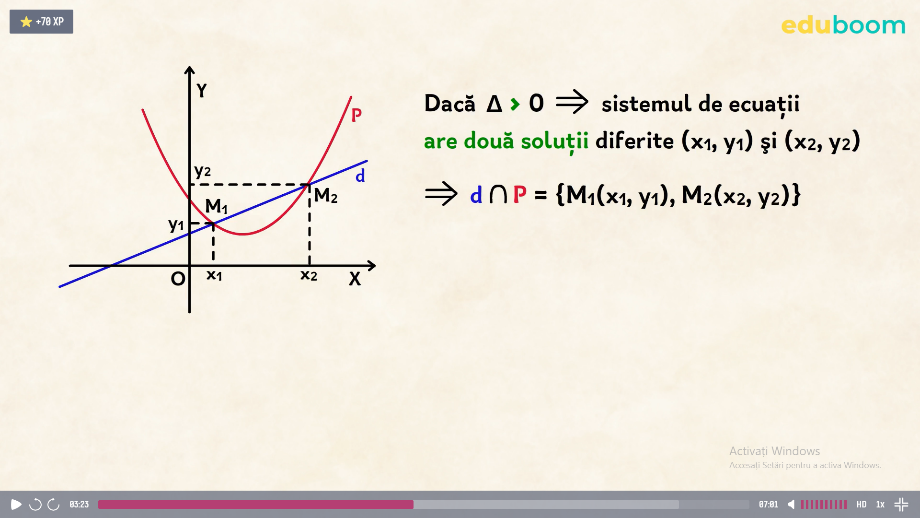 +70 XP
eduboom
Y
P
Dacă Δ > 0 ⇒ sistemul de ecuații
are două soluții diferite (x₁, y₁) şi (x₂, y₂)
y₂
d
M₂
⇒ d ∩ P = {M₁(x₁, y₁), M₂(x₂, y₂)}
M₁
y₁
O
x₁
x₂
X
Activați Windows
Accesați Setări pentru a activa Windows.
03:23
07:01
HD
1x